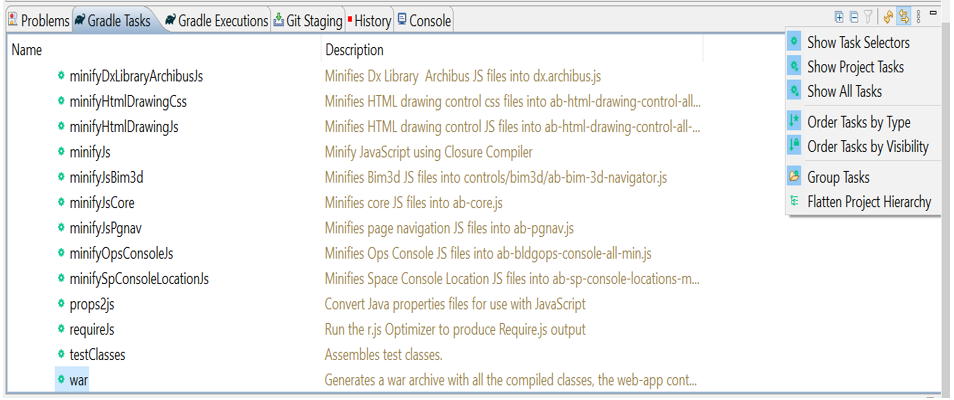 Problems Gradle Tasks Gradle Executions Git Staging History Console
Name Description
minifyDxLibraryArchibusJs Minifies Dx Library Archibus JS files into dx.archibus.js
minifyHtmlDrawingCss Minifies HTML drawing control css files into ab-html-drawing-control-all...
minifyHtmlDrawingJs Minifies HTML drawing control JS files into ab-html-drawing-control-all-...
minifyJs Minify JavaScript using Closure Compiler
minifyJsBim3d Minifies Bim3d JS files into controls/bim3d/ab-bim-3d-navigator.js
minifyJsCore Minifies core JS files into ab-core.js
minifyJsPgnav Minifies page navigation JS files into ab-pgnav.js
minifyOpsConsoleJs Minifies Ops Console JS files into ab-bldgops-console-all-min.js
minifySpConsoleLocationJs Minifies Space Console Location JS files into ab-sp-console-locations-m...
props2js Convert Java properties files for use with JavaScript
requireJs Run the r.js Optimizer to produce Require.js output
testClasses Assembles test classes.
war Generates a war archive with all the compiled classes, the web-app cont...
Show Task Selectors
Show Project Tasks
Show All Tasks
Order Tasks by Type
Order Tasks by Visibility
Group Tasks
Flatten Project Hierarchy